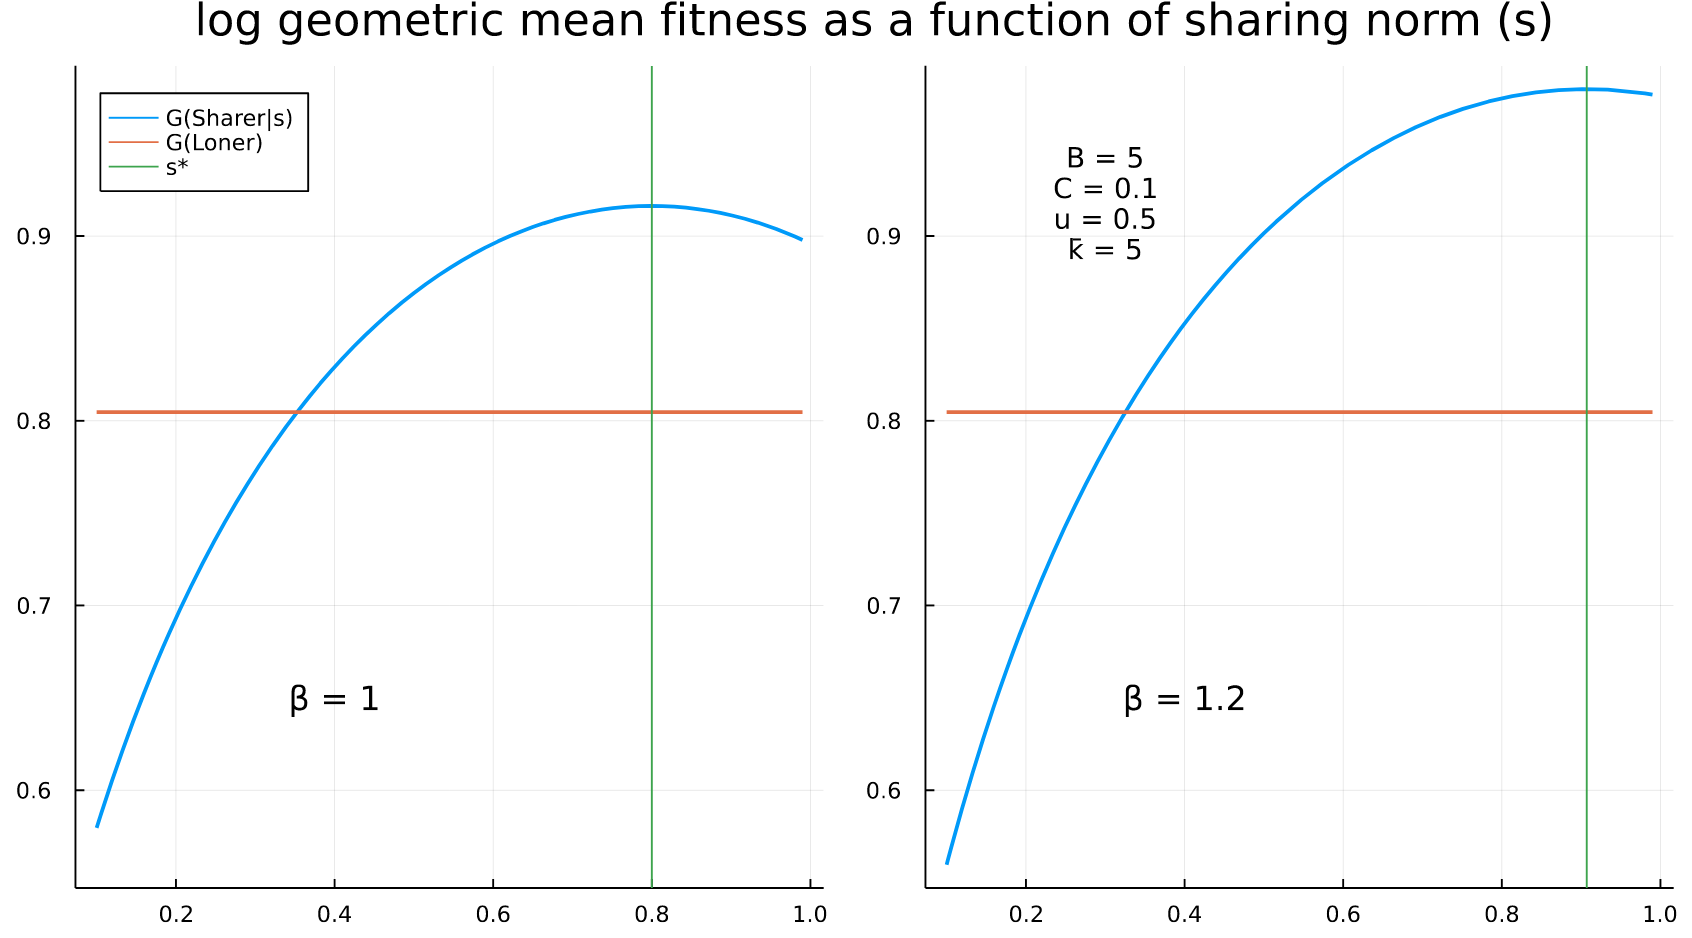 log geometric mean fitness as a function of sharing norm (s)
G(Sharer|s)
G(Loner)
s*
0.9
0.8
0.7
0.6
β = 1
0.2 0.4 0.6 0.8 1.0
B = 5
C = 0.1
u = 0.5
k̄ = 5
0.9
0.8
0.7
0.6
β = 1.2
0.2 0.4 0.6 0.8 1.0